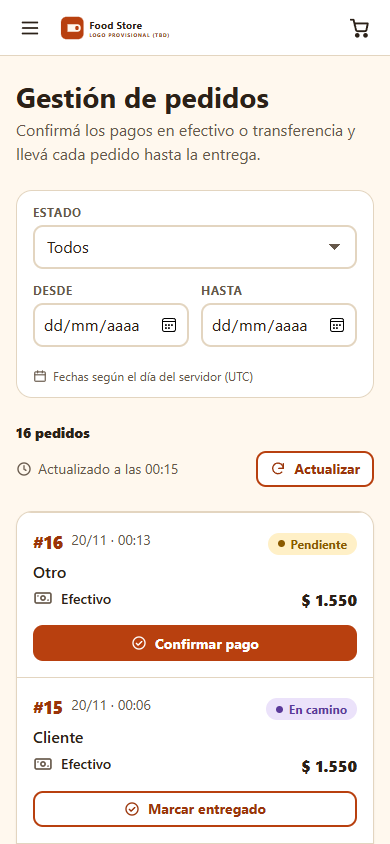 Food Store
LOGO PROVISIONAL (TBD)
Gestión de pedidos
Confirmá los pagos en efectivo o transferencia y
llevá cada pedido hasta la entrega.
ESTADO
Todos
DESDE
HASTA
dd/mm/aaaa
dd/mm/aaaa
Fechas según el día del servidor (UTC)
16 pedidos
Actualizado a las 00:15
Actualizar
#16 20/11 · 00:13
Pendiente
Otro
Efectivo
$ 1.550
Confirmar pago
#15 20/11 · 00:06
En camino
Cliente
Efectivo
$ 1.550
Marcar entregado